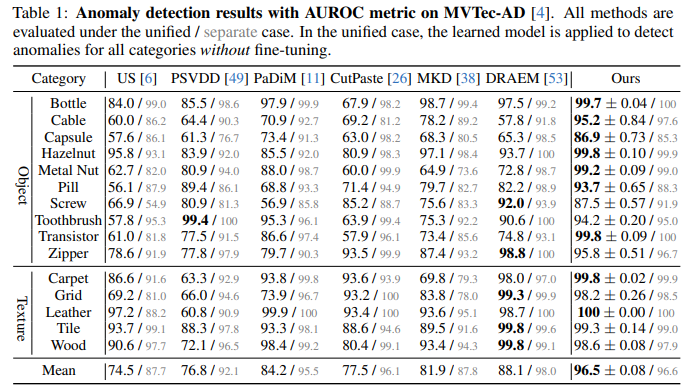 Table 1: Anomaly detection results with AUROC metric on MVTec-AD [4]. All methods are
evaluated under the unified / separate case. In the unified case, the learned model is applied to detect
anomalies for all categories without fine-tuning.
Category US [6] PSVDD [49] PaDiM [11] CutPaste [26] MKD [38] DRAEM [53] Ours
Object
Bottle 84.0 / 99.0 85.5 / 98.6 97.9 / 99.9 67.9 / 98.2 98.7 / 99.4 97.5 / 99.2 99.7 ± 0.04 / 100
Cable 60.0 / 86.2 64.4 / 90.3 70.9 / 92.7 69.2 / 81.2 78.2 / 89.2 57.8 / 91.8 95.2 ± 0.84 / 97.6
Capsule 57.6 / 86.1 61.3 / 76.7 73.4 / 91.3 63.0 / 98.2 68.3 / 80.5 65.3 / 98.5 86.9 ± 0.73 / 85.3
Hazelnut 95.8 / 93.1 83.9 / 92.0 85.5 / 92.0 80.9 / 98.3 97.1 / 98.4 93.7 / 100 99.8 ± 0.10 / 99.9
Metal Nut 62.7 / 82.0 80.9 / 94.0 88.0 / 98.7 60.0 / 99.9 64.9 / 73.6 72.8 / 98.7 99.2 ± 0.09 / 99.0
Pill 56.1 / 87.9 89.4 / 86.1 68.8 / 93.3 71.4 / 94.9 79.7 / 82.7 82.2 / 98.9 93.7 ± 0.65 / 88.3
Screw 66.9 / 54.9 80.9 / 81.3 56.9 / 85.8 85.2 / 88.7 75.6 / 83.3 92.0 / 93.9 87.5 ± 0.57 / 91.9
Toothbrush 57.8 / 95.3 99.4 / 100 95.3 / 96.1 63.9 / 99.4 75.3 / 92.2 90.6 / 100 94.2 ± 0.20 / 95.0
Transistor 61.0 / 81.8 77.5 / 91.5 86.6 / 97.4 57.9 / 96.1 73.4 / 85.6 74.8 / 93.1 99.8 ± 0.09 / 100
Zipper 78.6 / 91.9 77.8 / 97.9 79.7 / 90.3 93.5 / 99.9 87.4 / 93.2 98.8 / 100 95.8 ± 0.51 / 96.7
Texture
Carpet 86.6 / 91.6 63.3 / 92.9 93.8 / 99.8 93.6 / 93.9 69.8 / 79.3 98.0 / 97.0 99.8 ± 0.02 / 99.9
Grid 69.2 / 81.0 66.0 / 94.6 73.9 / 96.7 93.2 / 100 83.8 / 78.0 99.3 / 99.9 98.2 ± 0.26 / 98.5
Leather 97.2 / 88.2 60.8 / 90.9 99.9 / 100 93.4 / 100 93.6 / 95.1 98.7 / 100 100 ± 0.00 / 100
Tile 93.7 / 99.1 88.3 / 97.8 93.3 / 98.1 88.6 / 94.6 89.5 / 91.6 99.8 / 99.6 99.3 ± 0.14 / 99.0
Wood 90.6 / 97.7 72.1 / 96.5 98.4 / 99.2 80.4 / 99.1 93.4 / 94.3 99.8 / 99.1 98.6 ± 0.08 / 97.9
Mean 74.5 / 87.7 76.8 / 92.1 84.2 / 95.5 77.5 / 96.1 81.9 / 87.8 88.1 / 98.0 96.5 ± 0.08 / 96.6